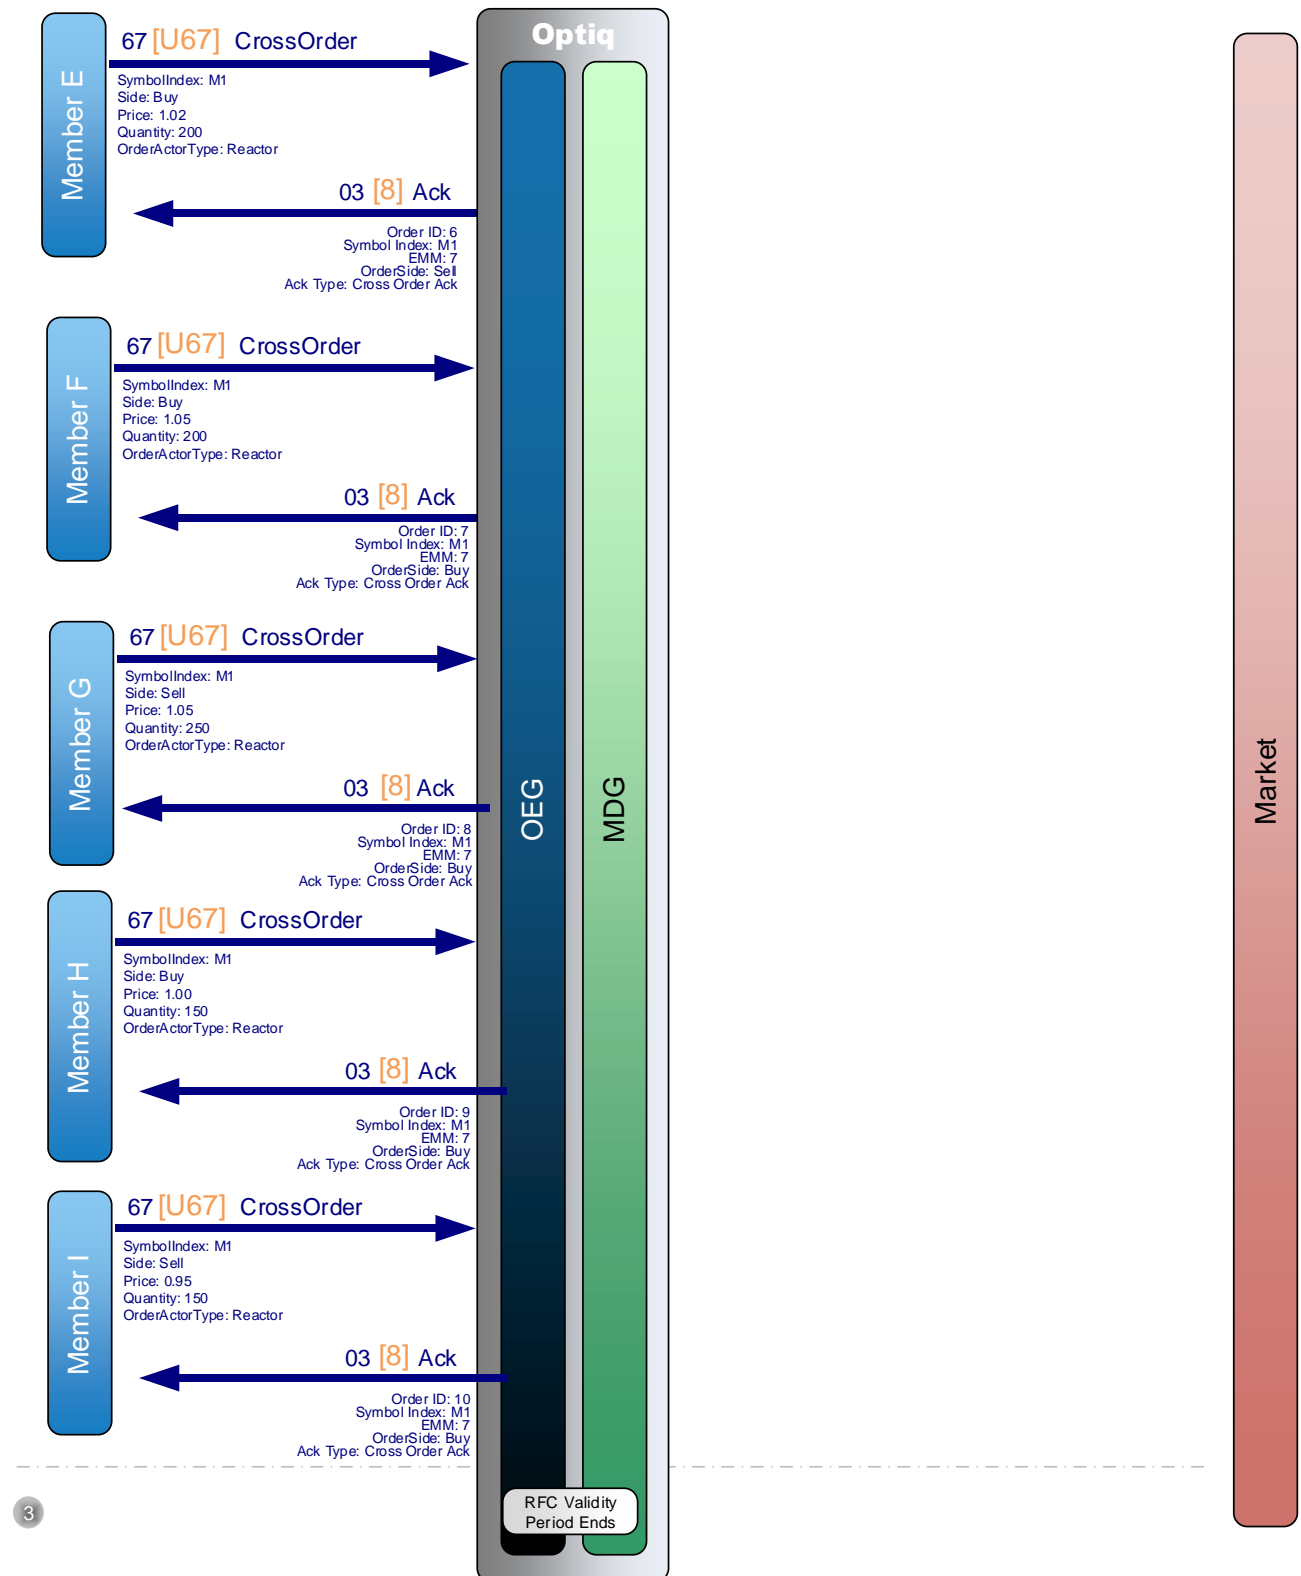 Optiq
Member E
67 [U67] CrossOrder
SymbolIndex: M1
Side: Buy
Price: 1.02
Quantity: 200
OrderActorType: Reactor
03 [8] Ack
Order ID: 6
Symbol Index: M1
EMM: 7
OrderSide: Sell
Ack Type: Cross Order Ack
Member F
67 [U67] CrossOrder
SymbolIndex: M1
Side: Buy
Price: 1.05
Quantity: 200
OrderActorType: Reactor
03 [8] Ack
Order ID: 7
Symbol Index: M1
EMM: 7
OrderSide: Buy
Ack Type: Cross Order Ack
Member G
67 [U67] CrossOrder
SymbolIndex: M1
Side: Sell
Price: 1.05
Quantity: 250
OrderActorType: Reactor
03 [8] Ack
Order ID: 8
Symbol Index: M1
EMM: 7
OrderSide: Buy
Ack Type: Cross Order Ack
OEG
MDG
Market
Member H
67 [U67] CrossOrder
SymbolIndex: M1
Side: Buy
Price: 1.00
Quantity: 150
OrderActorType: Reactor
03 [8] Ack
Order ID: 9
Symbol Index: M1
EMM: 7
OrderSide: Buy
Ack Type: Cross Order Ack
Member I
67 [U67] CrossOrder
SymbolIndex: M1
Side: Sell
Price: 0.95
Quantity: 150
OrderActorType: Reactor
03 [8] Ack
Order ID: 10
Symbol Index: M1
EMM: 7
OrderSide: Buy
Ack Type: Cross Order Ack
3
RFC Validity
Period Ends